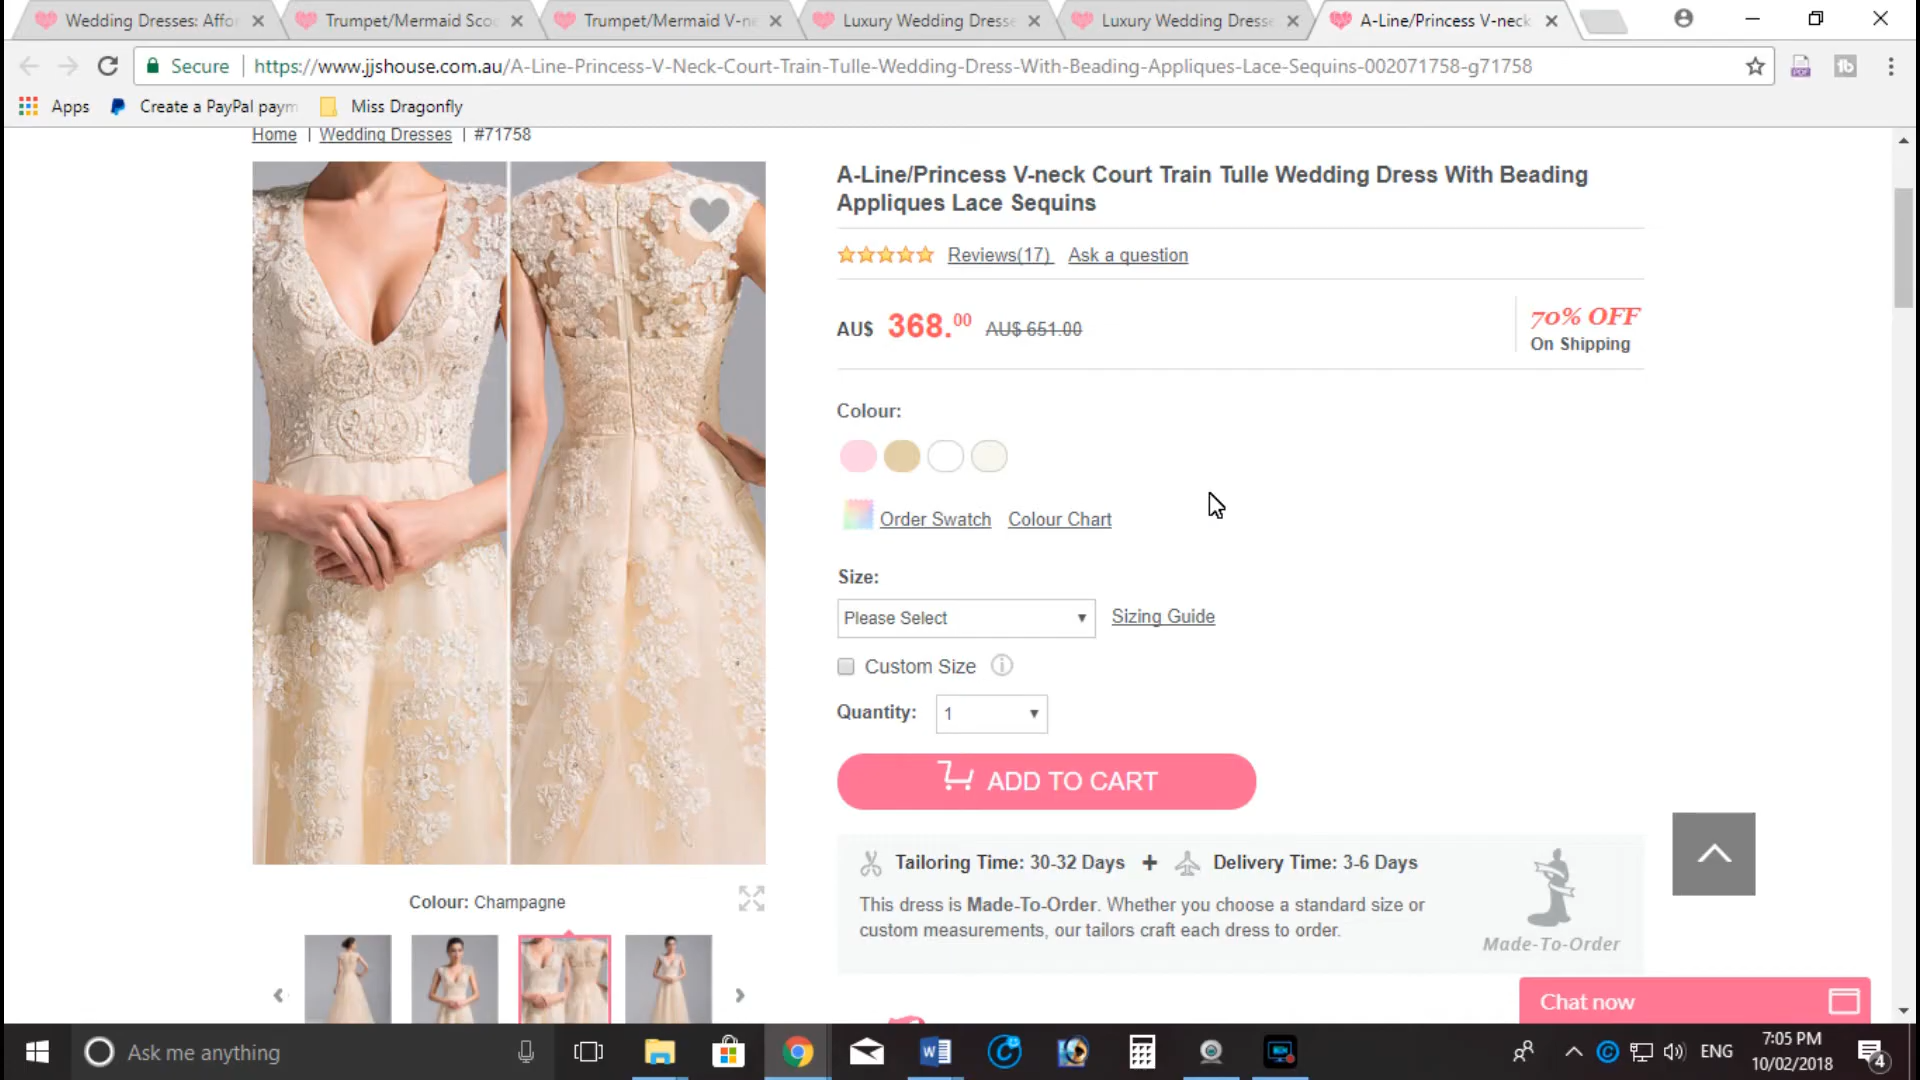 Wedding Dresses: Affor
Trumpet/Mermaid Scoo
Trumpet/Mermaid V-ne
Luxury Wedding Dresse
Luxury Wedding Dresse
A-Line/Princess V-neck
Secure
https://www.jjshouse.com.au/A-Line-Princess-V-Neck-Court-Train-Tulle-Wedding-Dress-With-Beading-Appliques-Lace-Sequins-002071758-g71758
PDF
Apps
Create a PayPal paym
Miss Dragonfly
Home | Wedding Dresses | #71758
A-Line/Princess V-neck Court Train Tulle Wedding Dress With Beading
Appliques Lace Sequins
Reviews(17) Ask a question
AU$ 368.00 AU$ 651.00
70% OFF
On Shipping
Colour:
Order Swatch Colour Chart
Size:
Please Select
Sizing Guide
Custom Size
Quantity: 1
ADD TO CART
Tailoring Time: 30-32 Days + Delivery Time: 3-6 Days
This dress is Made-To-Order. Whether you choose a standard size or
custom measurements, our tailors craft each dress to order.
Made-To-Order
Colour: Champagne
Chat now
Ask me anything
ENG
7:05 PM
10/02/2018
4